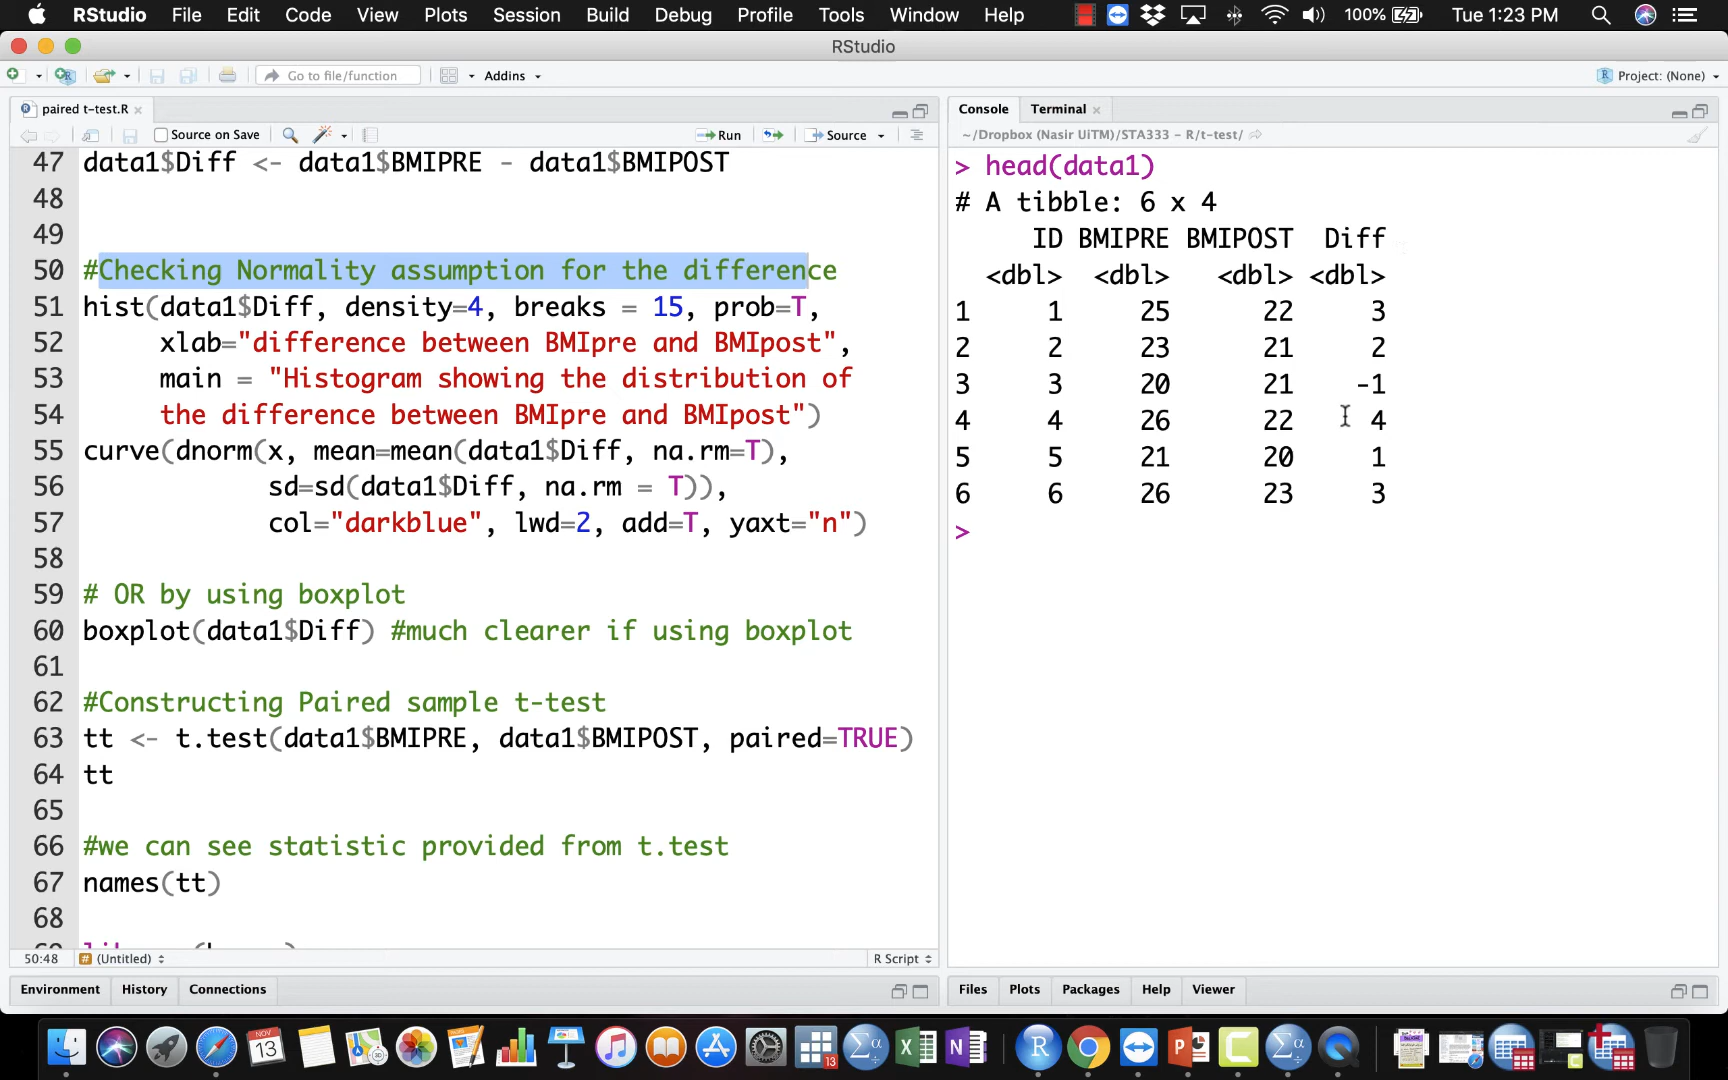 RStudio File Edit Code View Plots Session Build Debug Profile Tools Window Help 100% Tue 1:23 PM
RStudio
Go to file/function Addins Project: (None)
paired t-test.R
Source on Save Run Source
47 data1$Diff <- data1$BMIPRE - data1$BMIPOST
48
49
50 #Checking Normality assumption for the difference
51 hist(data1$Diff, density=4, breaks = 15, prob=T,
52 xlab="difference between BMIpre and BMIpost",
53 main = "Histogram showing the distribution of
54 the difference between BMIpre and BMIpost")
55 curve(dnorm(x, mean=mean(data1$Diff, na.rm=T),
56 sd=sd(data1$Diff, na.rm = T)),
57 col="darkblue", lwd=2, add=T, yaxt="n")
58
59 # OR by using boxplot
60 boxplot(data1$Diff) #much clearer if using boxplot
61
62 #Constructing Paired sample t-test
63 tt <- t.test(data1$BMIPRE, data1$BMIPOST, paired=TRUE)
64 tt
65
66 #we can see statistic provided from t.test
67 names(tt)
68
50:48 (Untitled) R Script
Environment History Connections
Console Terminal
~/Dropbox (Nasir UiTM)/STA333 - R/t-test/
> head(data1)
# A tibble: 6 x 4
ID BMIPRE BMIPOST Diff
<dbl> <dbl> <dbl> <dbl>
1 1 25 22 3
2 2 23 21 2
3 3 20 21 -1
4 4 26 22 4
5 5 21 20 1
6 6 26 23 3
>
Files Plots Packages Help Viewer
NOV
13
13